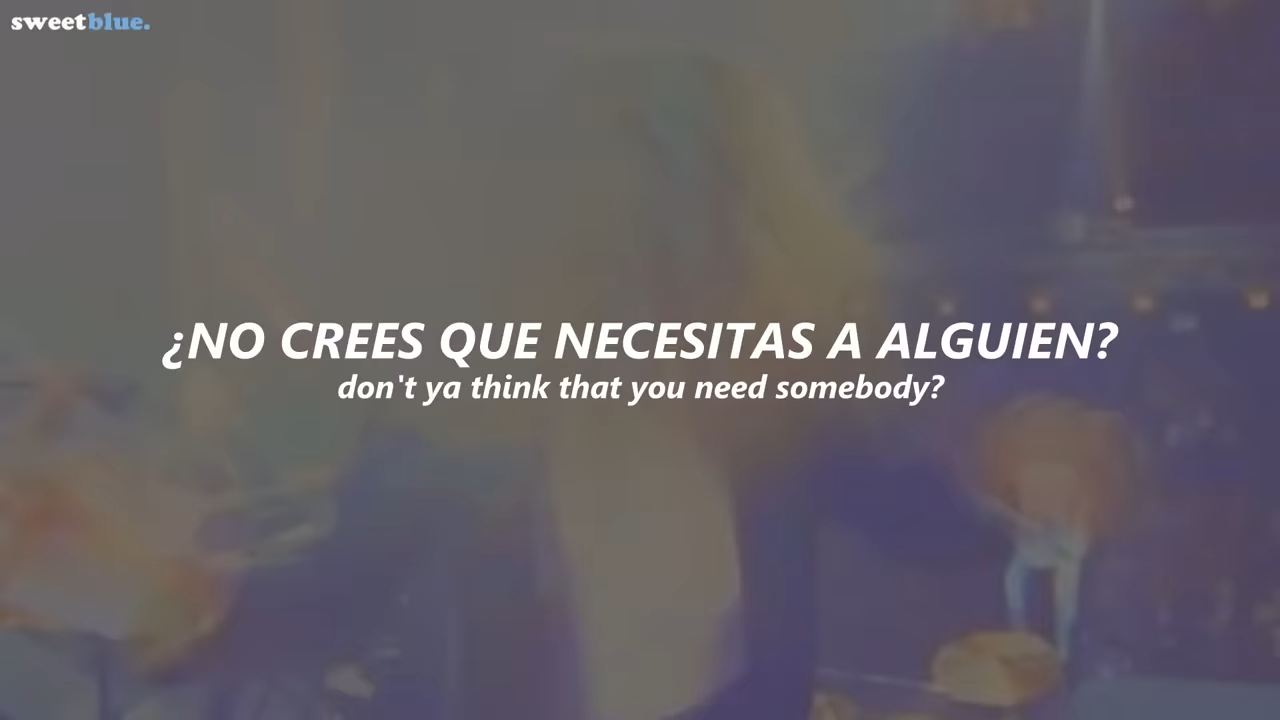 sweetblue.
¿NO CREES QUE NECESITAS A ALGUIEN?
don't ya think that you need somebody?